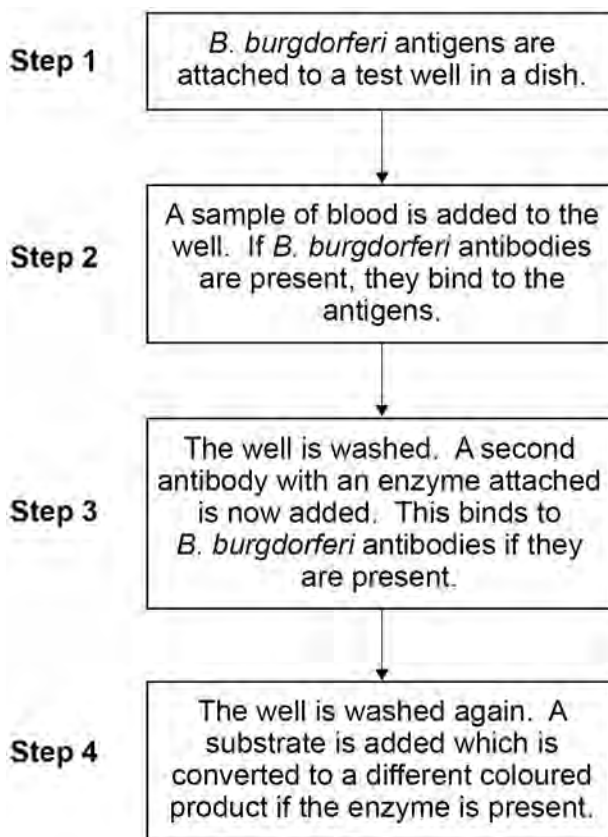 Step 1
B. burgdorferi antigens are
attached to a test well in a dish.
Step 2
A sample of blood is added to the
well. If B. burgdorferi antibodies
are present, they bind to the
antigens.
Step 3
The well is washed. A second
antibody with an enzyme attached
is now added. This binds to
B. burgdorferi antibodies if they
are present.
Step 4
The well is washed again. A
substrate is added which is
converted to a different coloured
product if the enzyme is present.